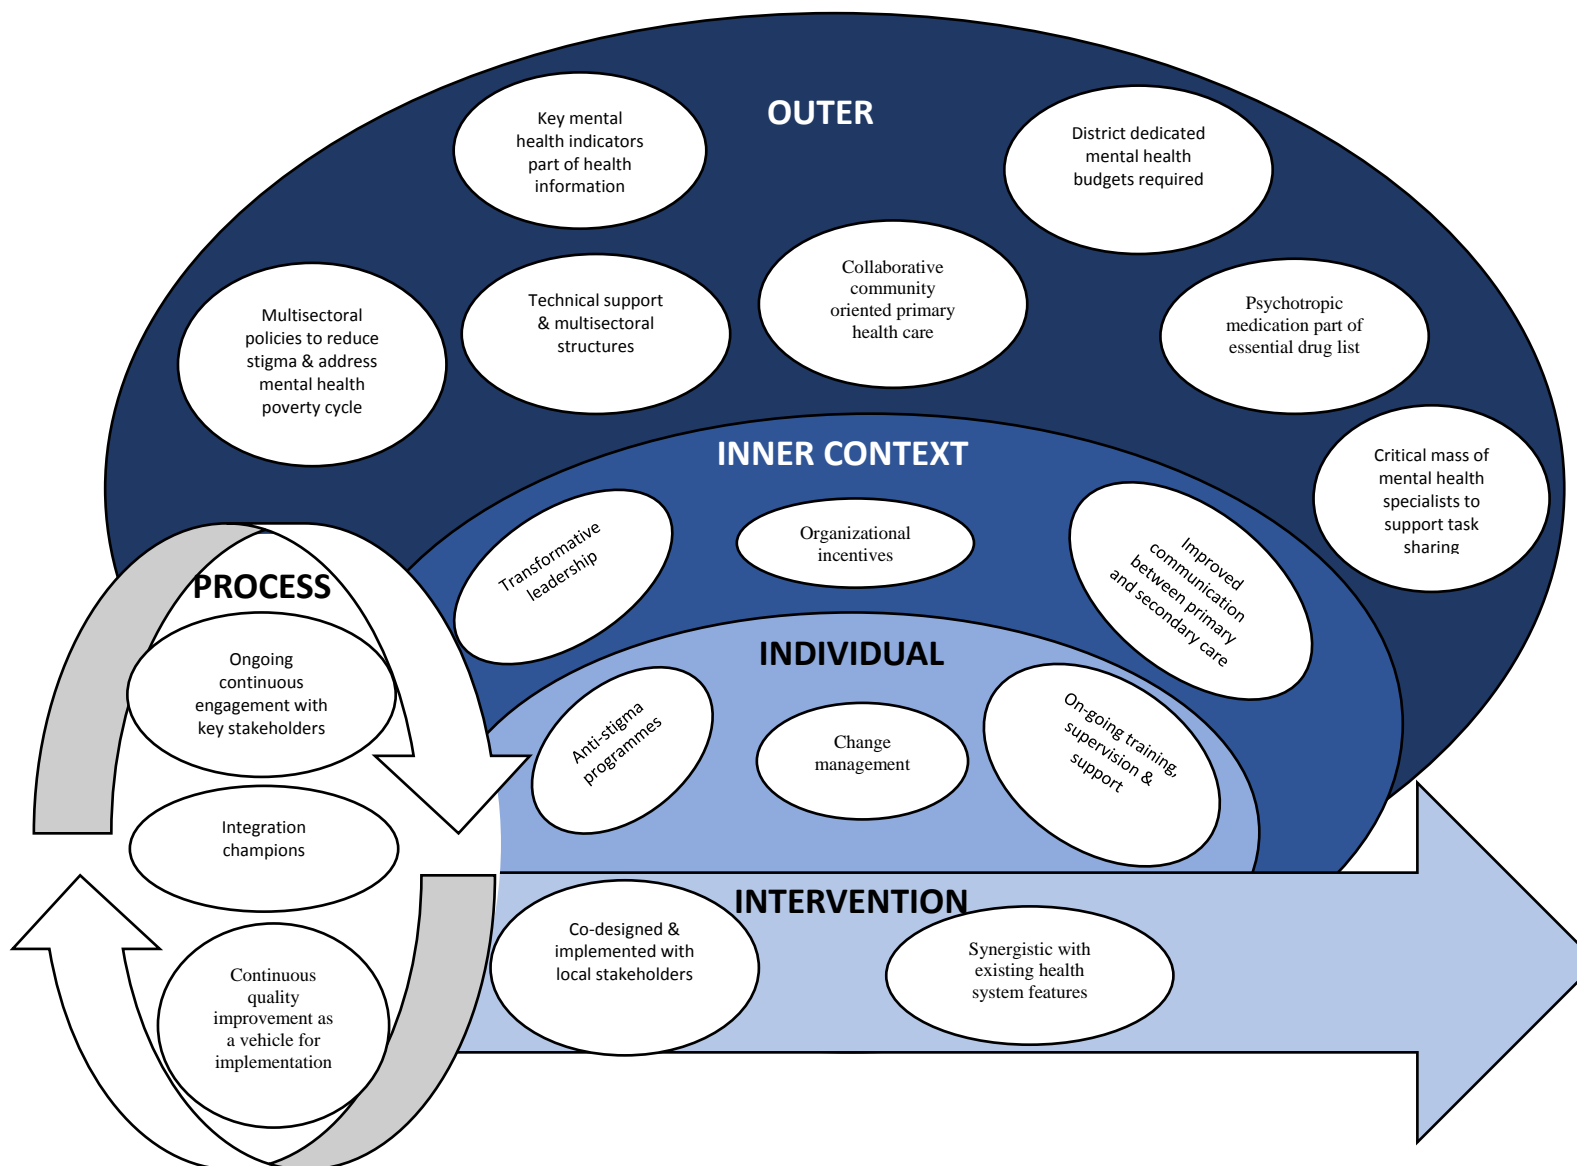 OUTER
Key mental
health indicators
part of health
information
District dedicated
mental health
budgets required
Multisectoral
policies to reduce
stigma & address
mental health
poverty cycle
Technical support
& multisectoral
structures
Collaborative
community
oriented primary
health care
Psychotropic
medication part of
essential drug list
Critical mass of
mental health
specialists to
support task
sharing
INNER CONTEXT
Transformative
leadership
Organizational
incentives
Improved
communication
between primary
and secondary care
INDIVIDUAL
Anti-stigma
programmes
Change
management
On-going training,
supervision &
support
PROCESS
Ongoing
continuous
engagement with
key stakeholders
Integration
champions
Continuous
quality
improvement as
a vehicle for
implementation
INTERVENTION
Co-designed &
implemented with
local stakeholders
Synergistic with
existing health
system features